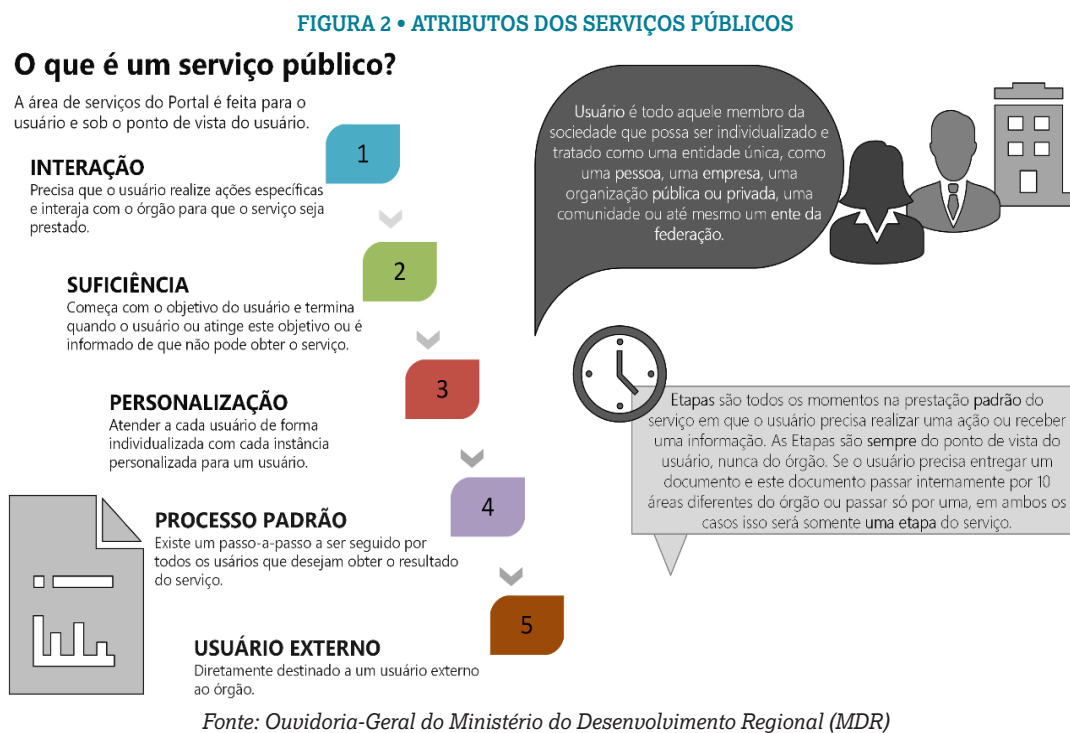 FIGURA 2 • ATRIBUTOS DOS SERVIÇOS PÚBLICOS
O que é um serviço público?
A área de serviços do Portal é feita para o
usuário e sob o ponto de vista do usuário.
1
INTERAÇÃO
Precisa que o usuário realize ações específicas
e interaja com o órgão para que o serviço seja
prestado.
2
SUFICIÊNCIA
Começa com o objetivo do usuário e termina
quando o usuário ou atinge este objetivo ou é
informado de que não pode obter o serviço.
3
PERSONALIZAÇÃO
Atender a cada usuário de forma
individualizada com cada instância
personalizada para um usuário.
4
PROCESSO PADRÃO
Existe um passo-a-passo a ser seguido por
todos os usários que desejam obter o resultado
do serviço.
5
USUÁRIO EXTERNO
Diretamente destinado a um usuário externo
ao órgão.
Usuário é todo aquele membro da
sociedade que possa ser individualizado e
tratado como uma entidade única, como
uma pessoa, uma empresa, uma
organização pública ou privada, uma
comunidade ou até mesmo um ente da
federação.
Etapas são todos os momentos na prestação padrão do
serviço em que o usuário precisa realizar uma ação ou receber
uma informação. As Etapas são sempre do ponto de vista do
usuário, nunca do órgão. Se o usuário precisa entregar um
documento e este documento passar internamente por 10
áreas diferentes do órgão ou passar só por uma, em ambos os
casos isso será somente uma etapa do serviço.
Fonte: Ouvidoria-Geral do Ministério do Desenvolvimento Regional (MDR)